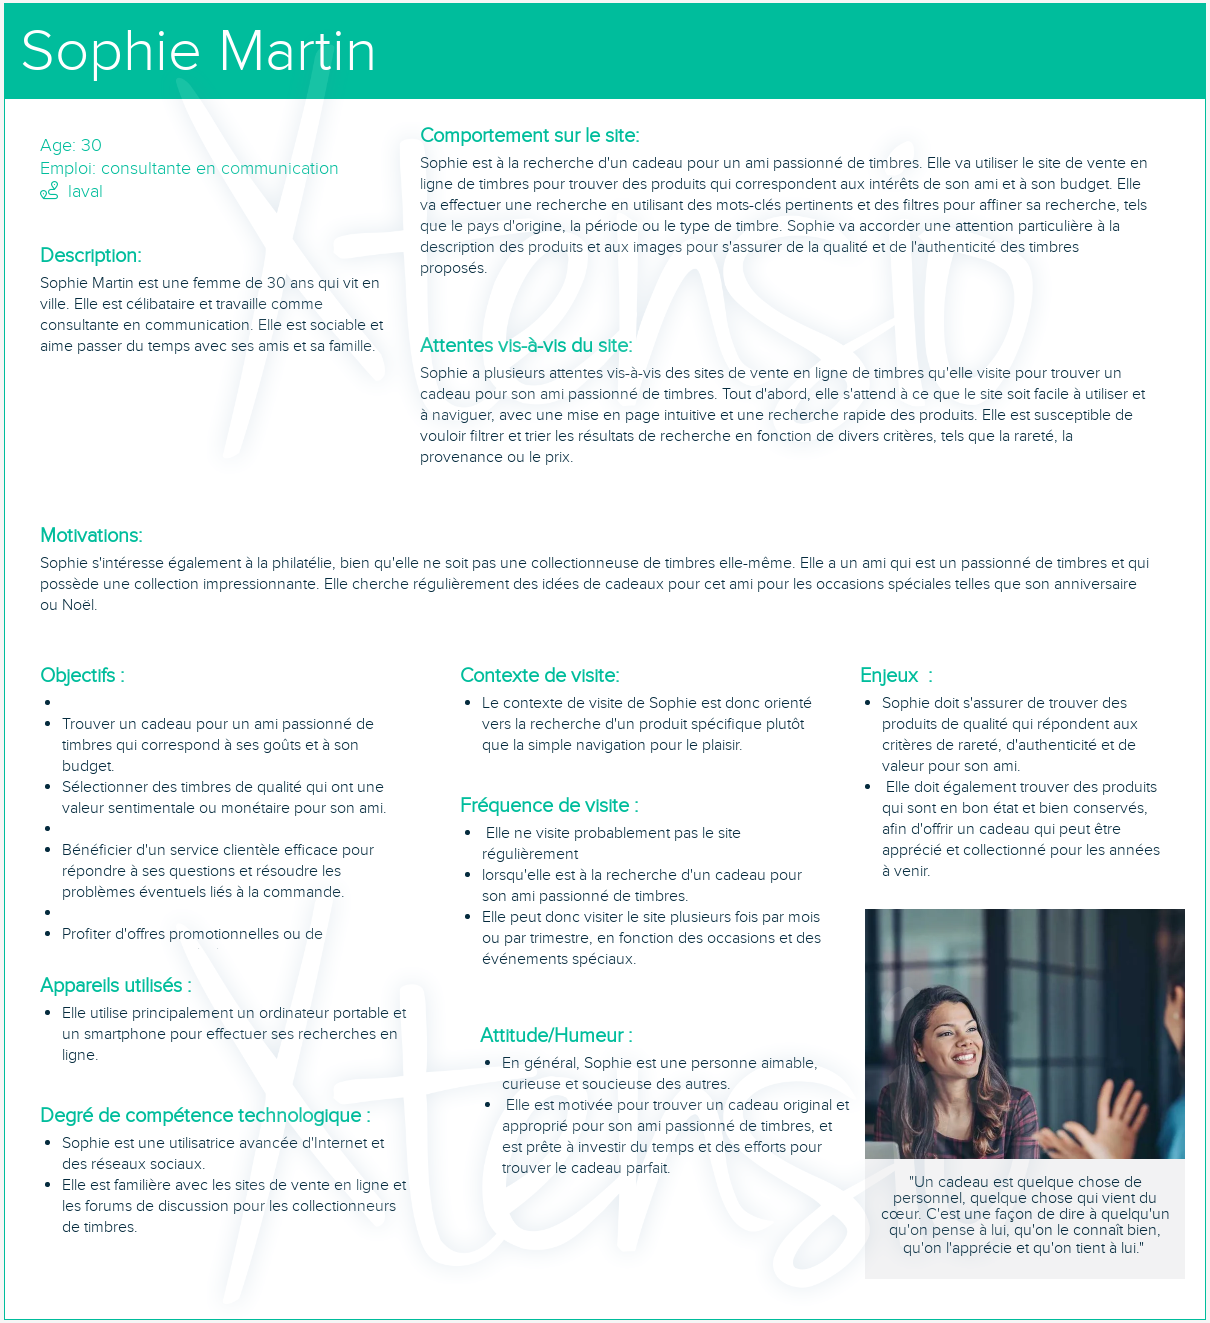 Sophie Martin
Age: 30
Emploi: consultante en communication
laval
Description:
Sophie Martin est une femme de 30 ans qui vit en
ville. Elle est célibataire et travaille comme
consultante en communication. Elle est sociable et
aime passer du temps avec ses amis et sa famille.
Comportement sur le site:
Sophie est à la recherche d'un cadeau pour un ami passionné de timbres. Elle va utiliser le site de vente en
ligne de timbres pour trouver des produits qui correspondent aux intérêts de son ami et à son budget. Elle
va effectuer une recherche en utilisant des mots-clés pertinents et des filtres pour affiner sa recherche, tels
que le pays d'origine, la période ou le type de timbre. Sophie va accorder une attention particulière à la
description des produits et aux images pour s'assurer de la qualité et de l'authenticité des timbres
proposés.
Attentes vis-à-vis du site:
Sophie a plusieurs attentes vis-à-vis des sites de vente en ligne de timbres qu'elle visite pour trouver un
cadeau pour son ami passionné de timbres. Tout d'abord, elle s'attend à ce que le site soit facile à utiliser et
à naviguer, avec une mise en page intuitive et une recherche rapide des produits. Elle est susceptible de
vouloir filtrer et trier les résultats de recherche en fonction de divers critères, tels que la rareté, la
provenance ou le prix.
Motivations:
Sophie s'intéresse également à la philatélie, bien qu'elle ne soit pas une collectionneuse de timbres elle-même. Elle a un ami qui est un passionné de timbres et qui
possède une collection impressionnante. Elle cherche régulièrement des idées de cadeaux pour cet ami pour les occasions spéciales telles que son anniversaire
ou Noël.
Objectifs :
•
• Trouver un cadeau pour un ami passionné de
timbres qui correspond à ses goûts et à son
budget.
• Sélectionner des timbres de qualité qui ont une
valeur sentimentale ou monétaire pour son ami.
•
• Bénéficier d'un service clientèle efficace pour
répondre à ses questions et résoudre les
problèmes éventuels liés à la commande.
•
• Profiter d'offres promotionnelles ou de
Appareils utilisés :
• Elle utilise principalement un ordinateur portable et
un smartphone pour effectuer ses recherches en
ligne.
Degré de compétence technologique :
• Sophie est une utilisatrice avancée d'Internet et
des réseaux sociaux.
• Elle est familière avec les sites de vente en ligne et
les forums de discussion pour les collectionneurs
de timbres.
Contexte de visite:
• Le contexte de visite de Sophie est donc orienté
vers la recherche d'un produit spécifique plutôt
que la simple navigation pour le plaisir.
Fréquence de visite :
• Elle ne visite probablement pas le site
régulièrement
• lorsqu'elle est à la recherche d'un cadeau pour
son ami passionné de timbres.
• Elle peut donc visiter le site plusieurs fois par mois
ou par trimestre, en fonction des occasions et des
événements spéciaux.
Attitude/Humeur :
• En général, Sophie est une personne aimable,
curieuse et soucieuse des autres.
• Elle est motivée pour trouver un cadeau original et
approprié pour son ami passionné de timbres, et
est prête à investir du temps et des efforts pour
trouver le cadeau parfait.
Enjeux :
• Sophie doit s'assurer de trouver des
produits de qualité qui répondent aux
critères de rareté, d'authenticité et de
valeur pour son ami.
• Elle doit également trouver des produits
qui sont en bon état et bien conservés,
afin d'offrir un cadeau qui peut être
apprécié et collectionné pour les années
à venir.
"Un cadeau est quelque chose de
personnel, quelque chose qui vient du
cœur. C'est une façon de dire à quelqu'un
qu'on pense à lui, qu'on le connaît bien,
qu'on l'apprécie et qu'on tient à lui."
Xtensio
Xtensio